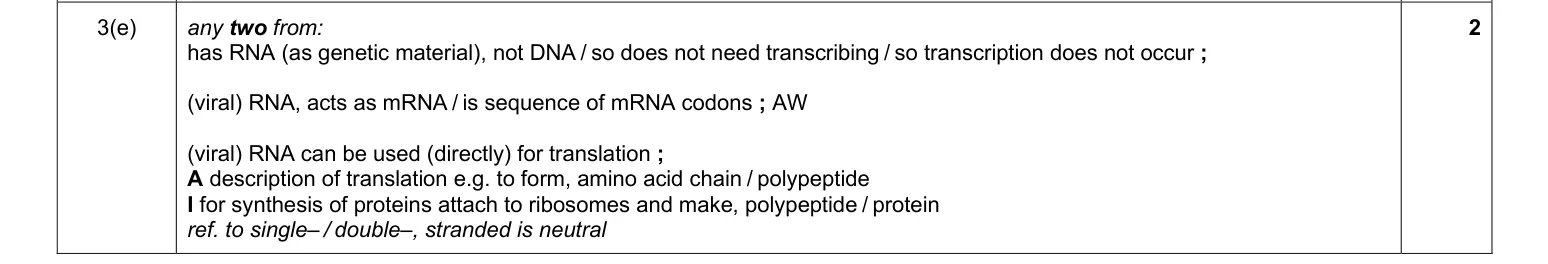 3(e) any two from: 2
has RNA (as genetic material), not DNA / so does not need transcribing / so transcription does not occur ;
(viral) RNA, acts as mRNA / is sequence of mRNA codons ; AW
(viral) RNA can be used (directly) for translation ;
A description of translation e.g. to form, amino acid chain / polypeptide
I for synthesis of proteins attach to ribosomes and make, polypeptide / protein
ref. to single– / double–, stranded is neutral